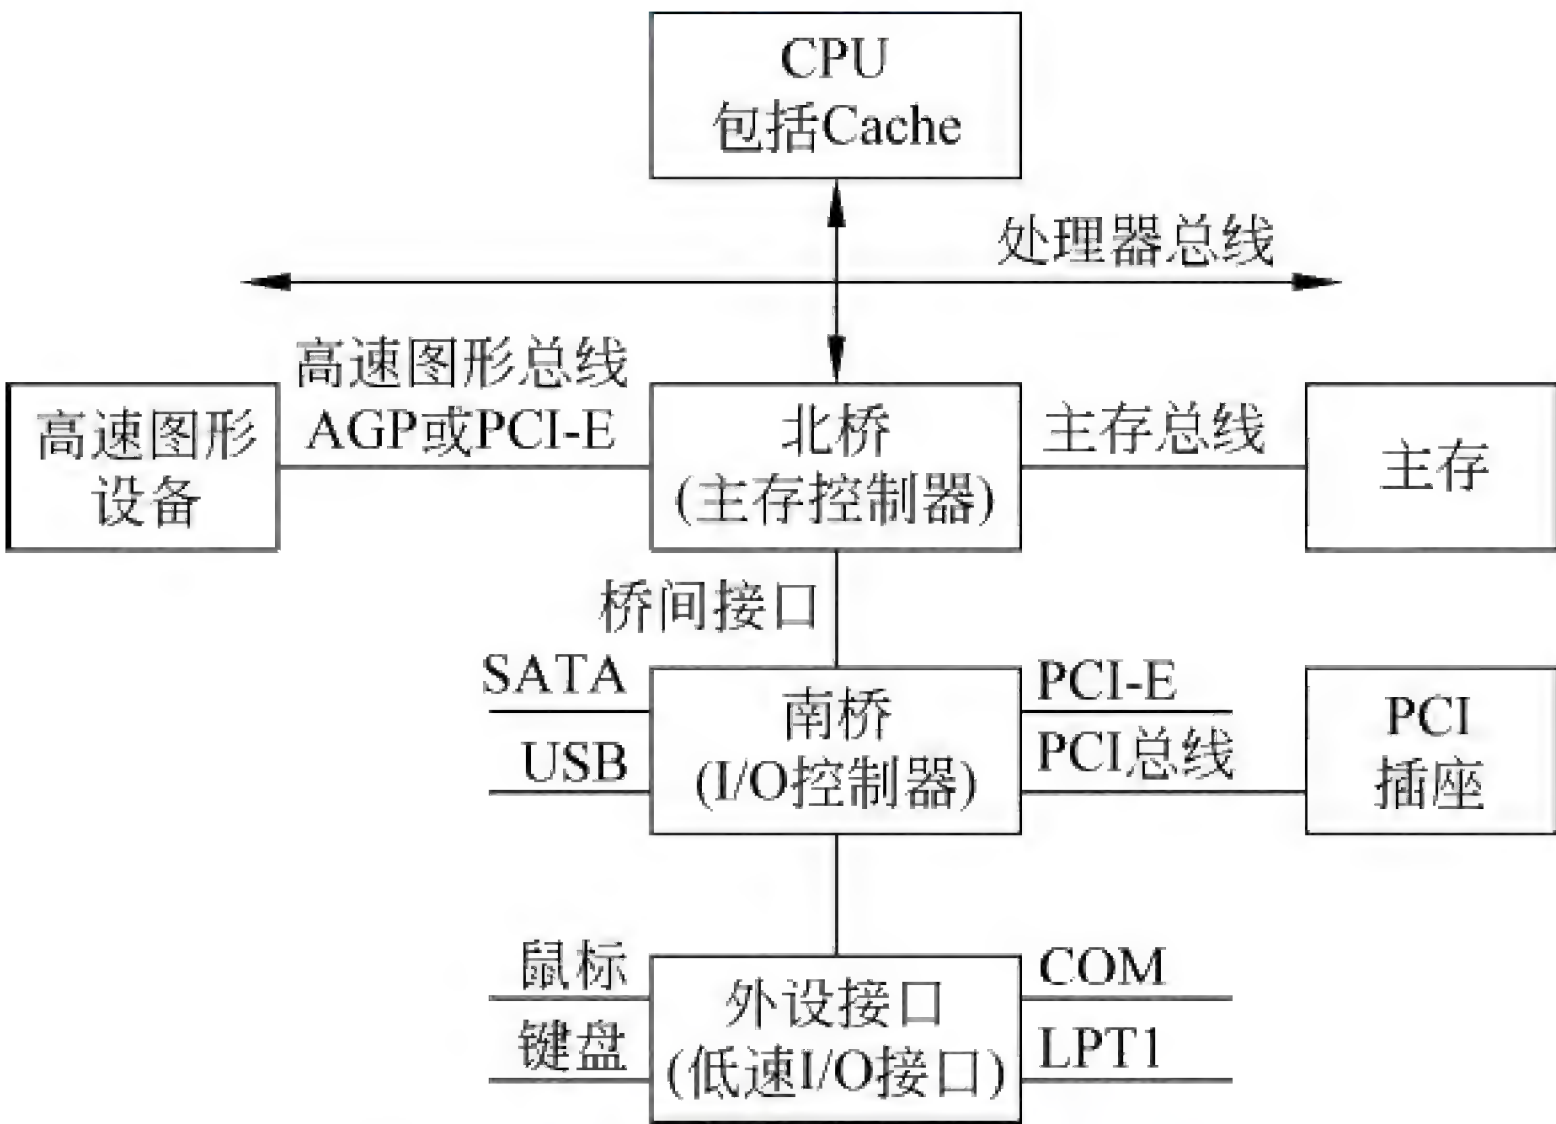 CPU
包括Cache
处理器总线
高速图形总线
AGP或PCI-E
高速图形
设备
北桥
(主存控制器)
主存总线
主存
桥间接口
SATA
USB
南桥
(I/O控制器)
PCI-E
PCI总线
PCI
插座
鼠标
键盘
外设接口
(低速I/O接口)
COM
LPT1